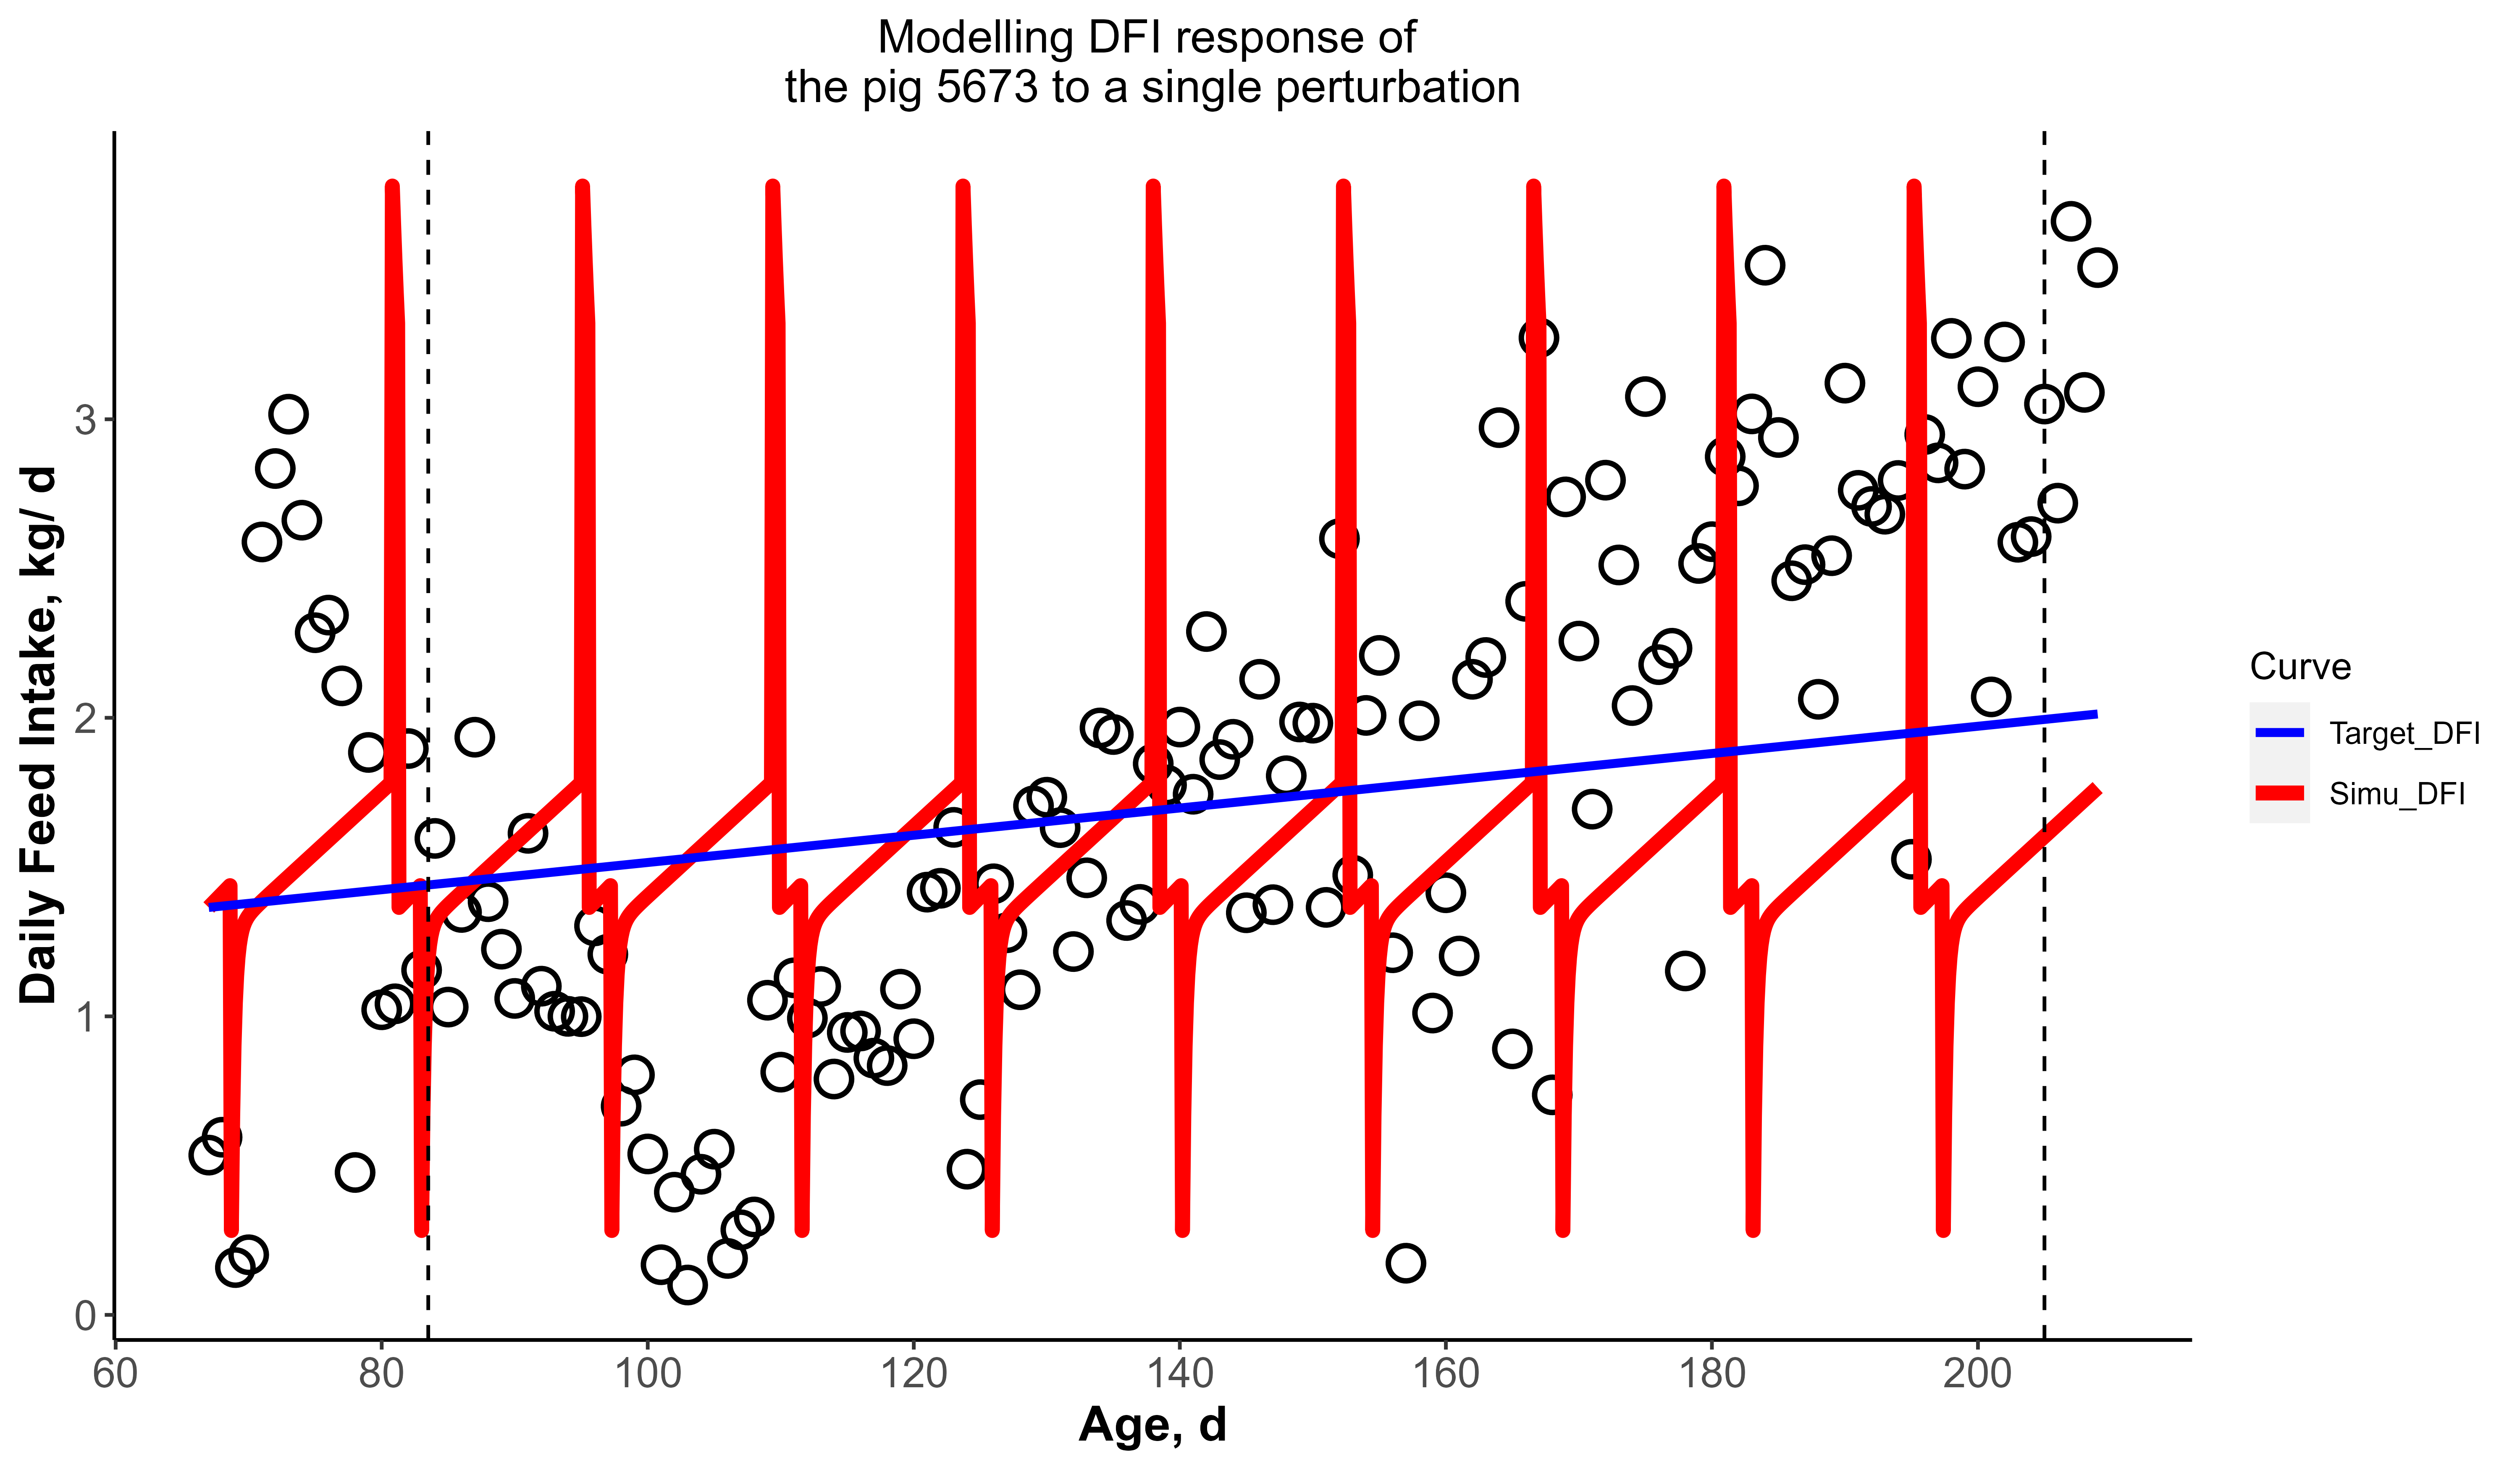 Modelling DFI response of
the pig 5673 to a single perturbation
Daily Feed Intake, kg/ d
3
2
1
0
60 80 100 120 140 160 180 200
Age, d
Curve
Target_DFI
Simu_DFI